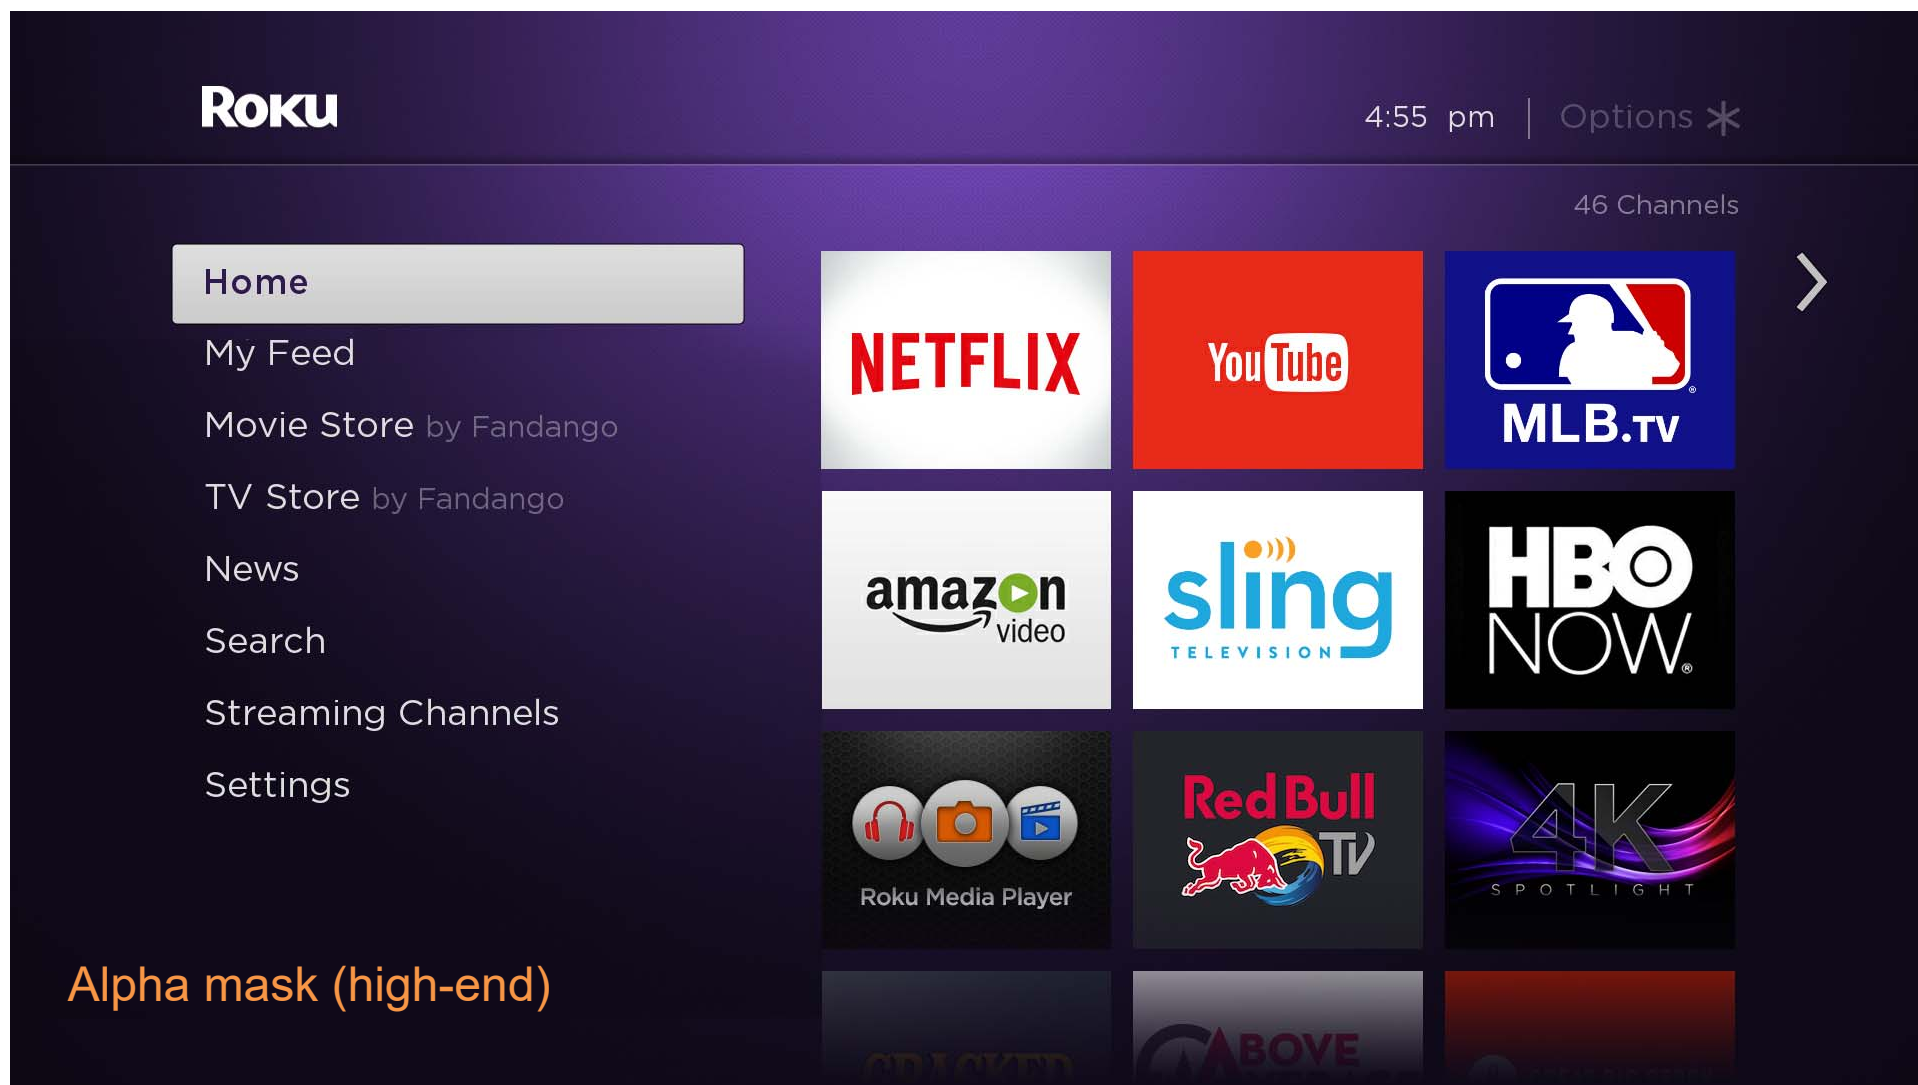 ROKU
4:55 pm
Options
46 Channels
Home
My Feed
Movie Store by Fandango
TV Store by Fandango
News
Search
Streaming Channels
Settings
NETFLIX
YouTube
MLB.TV
amazon
video
sling
TELEVISION
HBO
NOW®
Roku Media Player
Red Bull
TV
4K
SPOTLIGHT
CRACKED
ABOVE
Alpha mask (high-end)